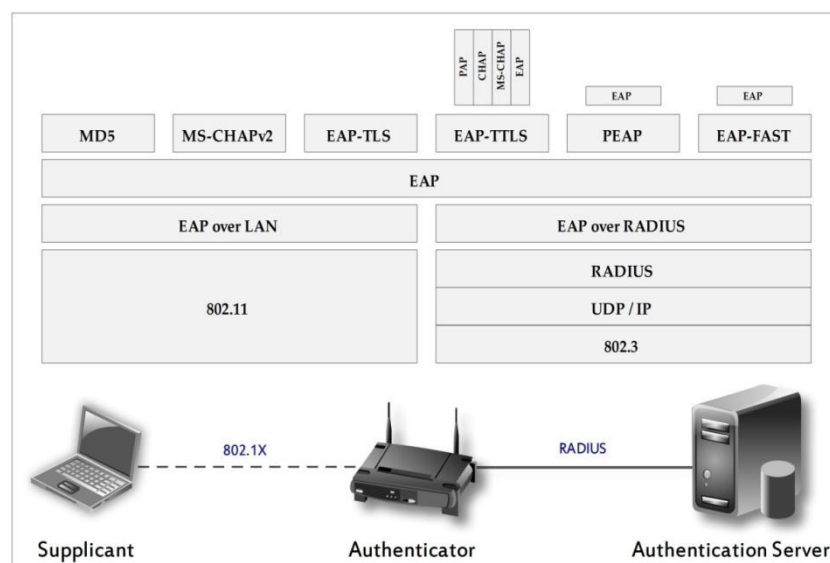 PAP
CHAP
MS-CHAP
EAP
EAP
EAP
MD5
MS-CHAPv2
EAP-TLS
EAP-TTLS
PEAP
EAP-FAST
EAP
EAP over LAN
EAP over RADIUS
802.11
RADIUS
UDP / IP
802.3
802.1X
RADIUS
Supplicant
Authenticator
Authentication Server